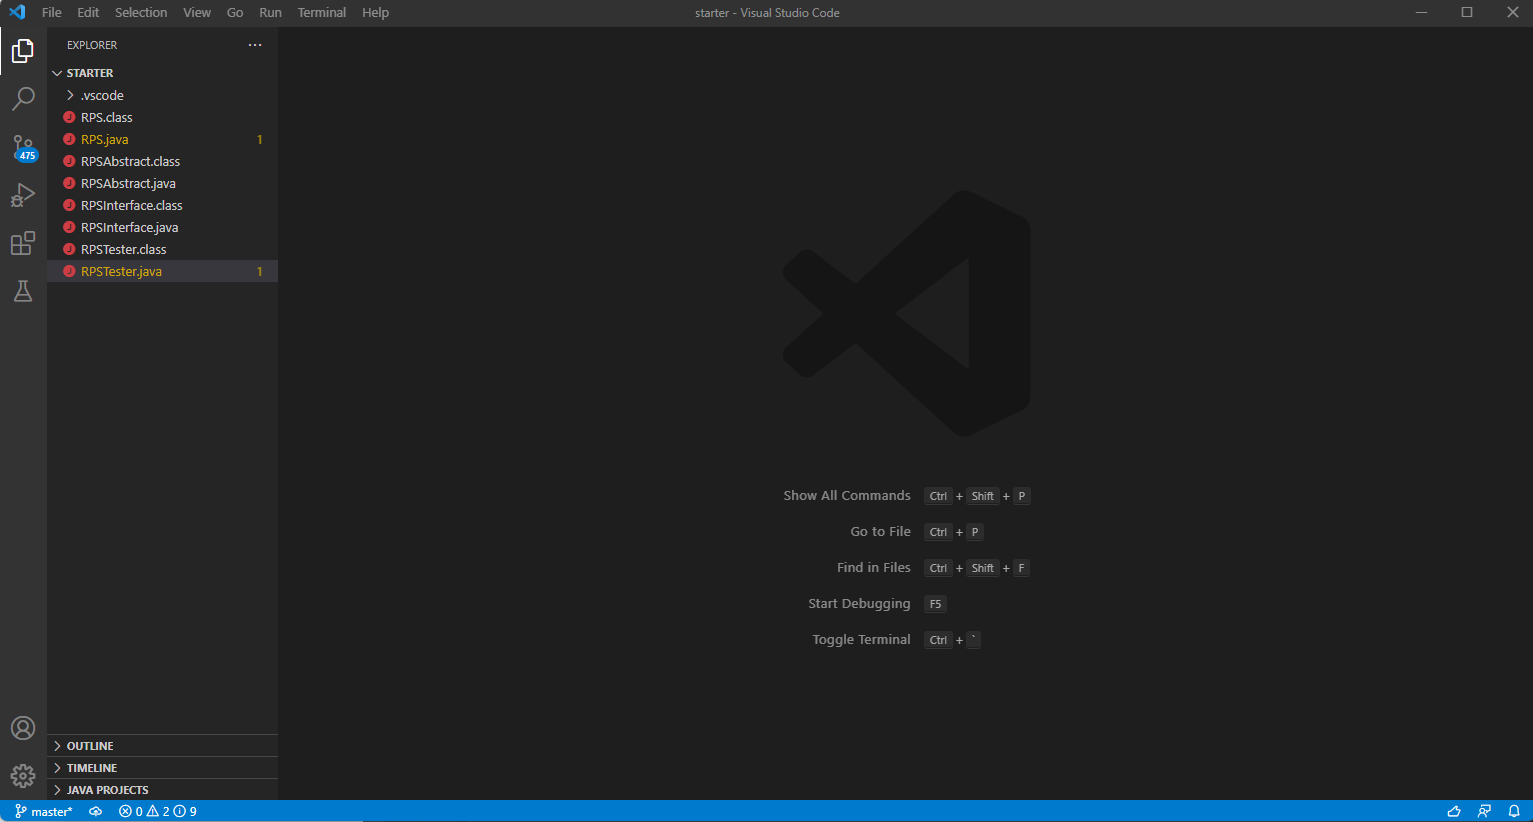 File Edit Selection View Go Run Terminal Help
starter - Visual Studio Code
EXPLORER
STARTER
.vscode
RPS.class
RPS.java 1
RPSAbstract.class
RPSAbstract.java
RPSInterface.class
RPSInterface.java
RPSTester.class
RPSTester.java 1
475
Show All Commands Ctrl + Shift + P
Go to File Ctrl + P
Find in Files Ctrl + Shift + F
Start Debugging F5
Toggle Terminal Ctrl + `
OUTLINE
TIMELINE
JAVA PROJECTS
master* 0 2 9